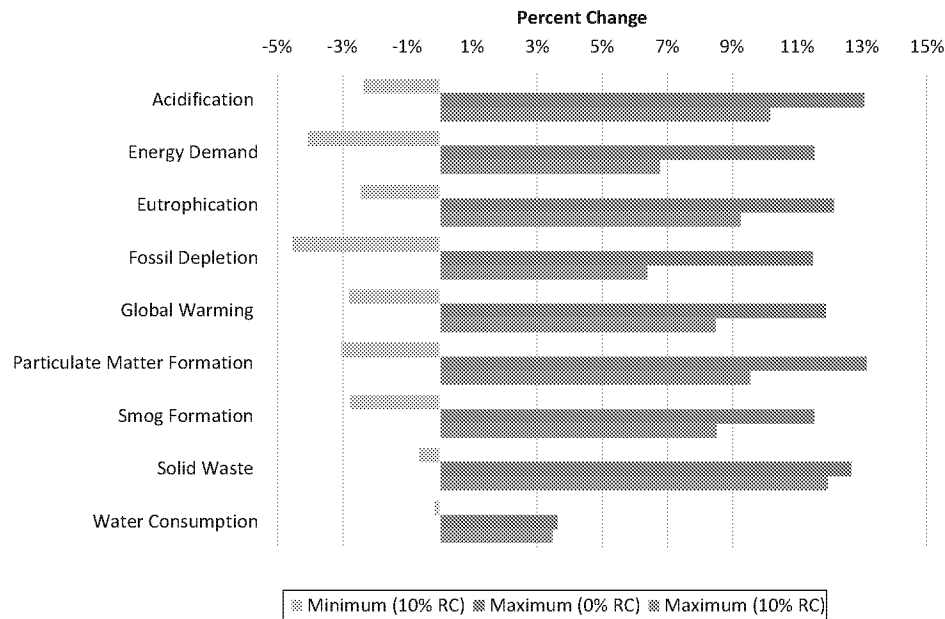 Percent Change
-5% -3% -1% 1% 3% 5% 7% 9% 11% 13% 15%
Acidification
Energy Demand
Eutrophication
Fossil Depletion
Global Warming
Particulate Matter Formation
Smog Formation
Solid Waste
Water Consumption
Minimum (10% RC) Maximum (0% RC) Maximum (10% RC)